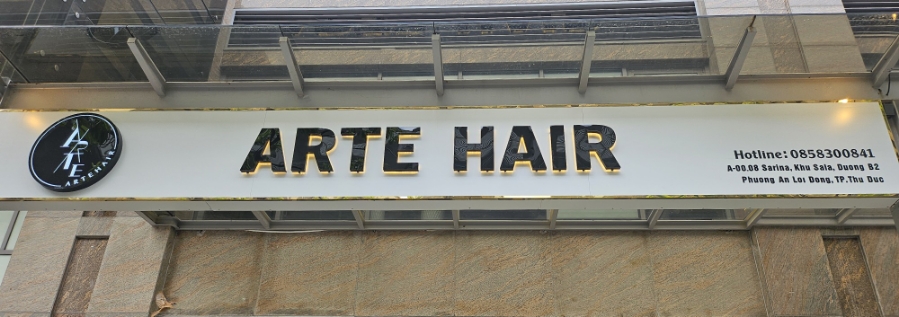 ARTE
ARTEHAIR
ARTE HAIR
Hotline: 0858300841
A-00.08 Sarina, Khu Sala, Duong B2
Phuong An Loi Dong, TP.Thu Duc